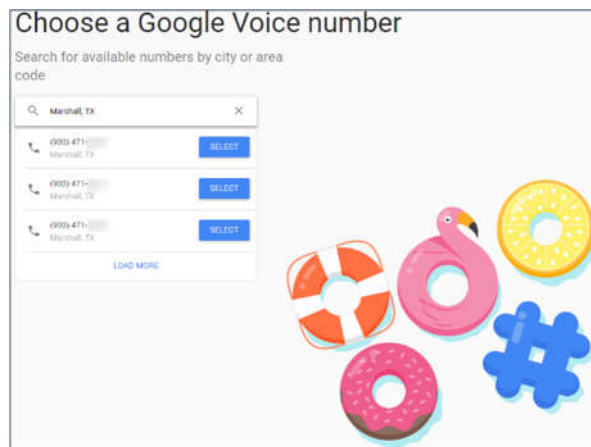 Choose a Google Voice number
Search for available numbers by city or area
code
Marshall, TX
(903) 471-
SELECT
Marshall, TX
(903) 471-
SELECT
Marshall, TX
(903) 471-
SELECT
Marshall, TX
LOAD MORE